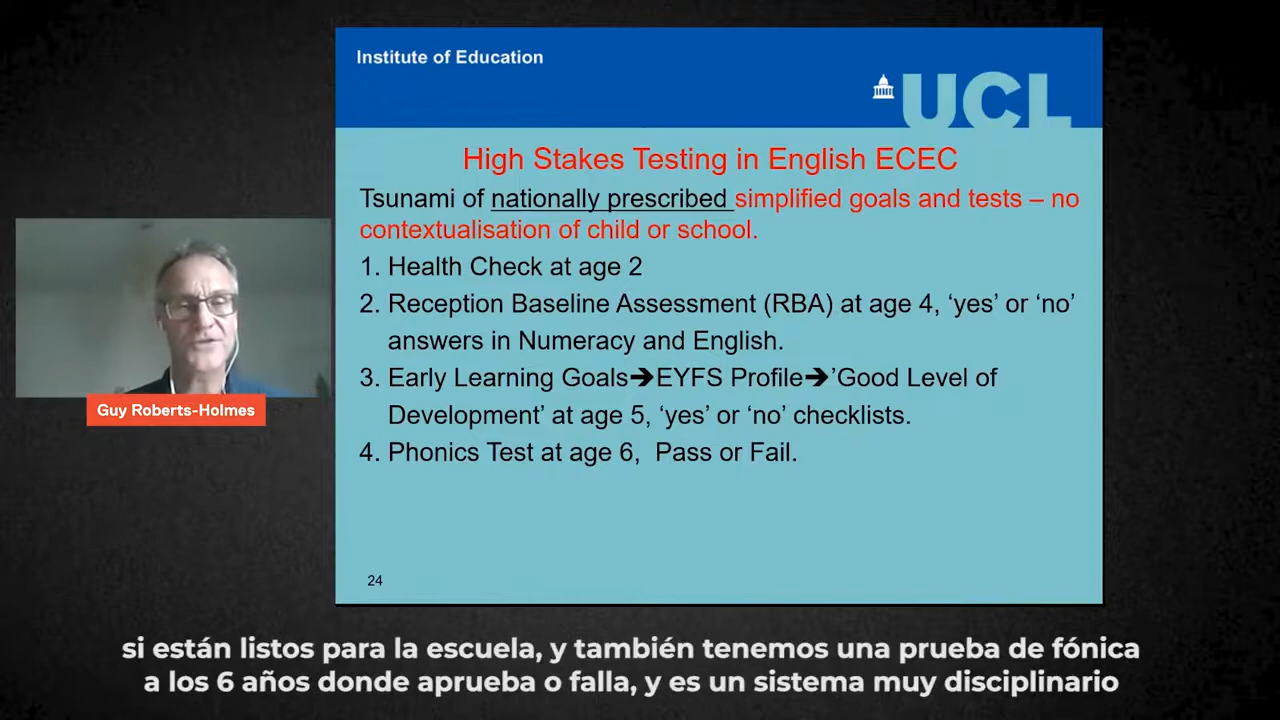 Institute of Education
UCL
High Stakes Testing in English ECEC
Tsunami of nationally prescribed simplified goals and tests – no
contextualisation of child or school.
1. Health Check at age 2
2. Reception Baseline Assessment (RBA) at age 4, ‘yes’ or ‘no’
answers in Numeracy and English.
3. Early Learning Goals➔EYFS Profile➔’Good Level of
Development’ at age 5, ‘yes’ or ‘no’ checklists.
4. Phonics Test at age 6,  Pass or Fail.
24
Guy Roberts-Holmes
si están listos para la escuela, y también tenemos una prueba de fónica
a los 6 años donde aprueba o falla, y es un sistema muy disciplinario